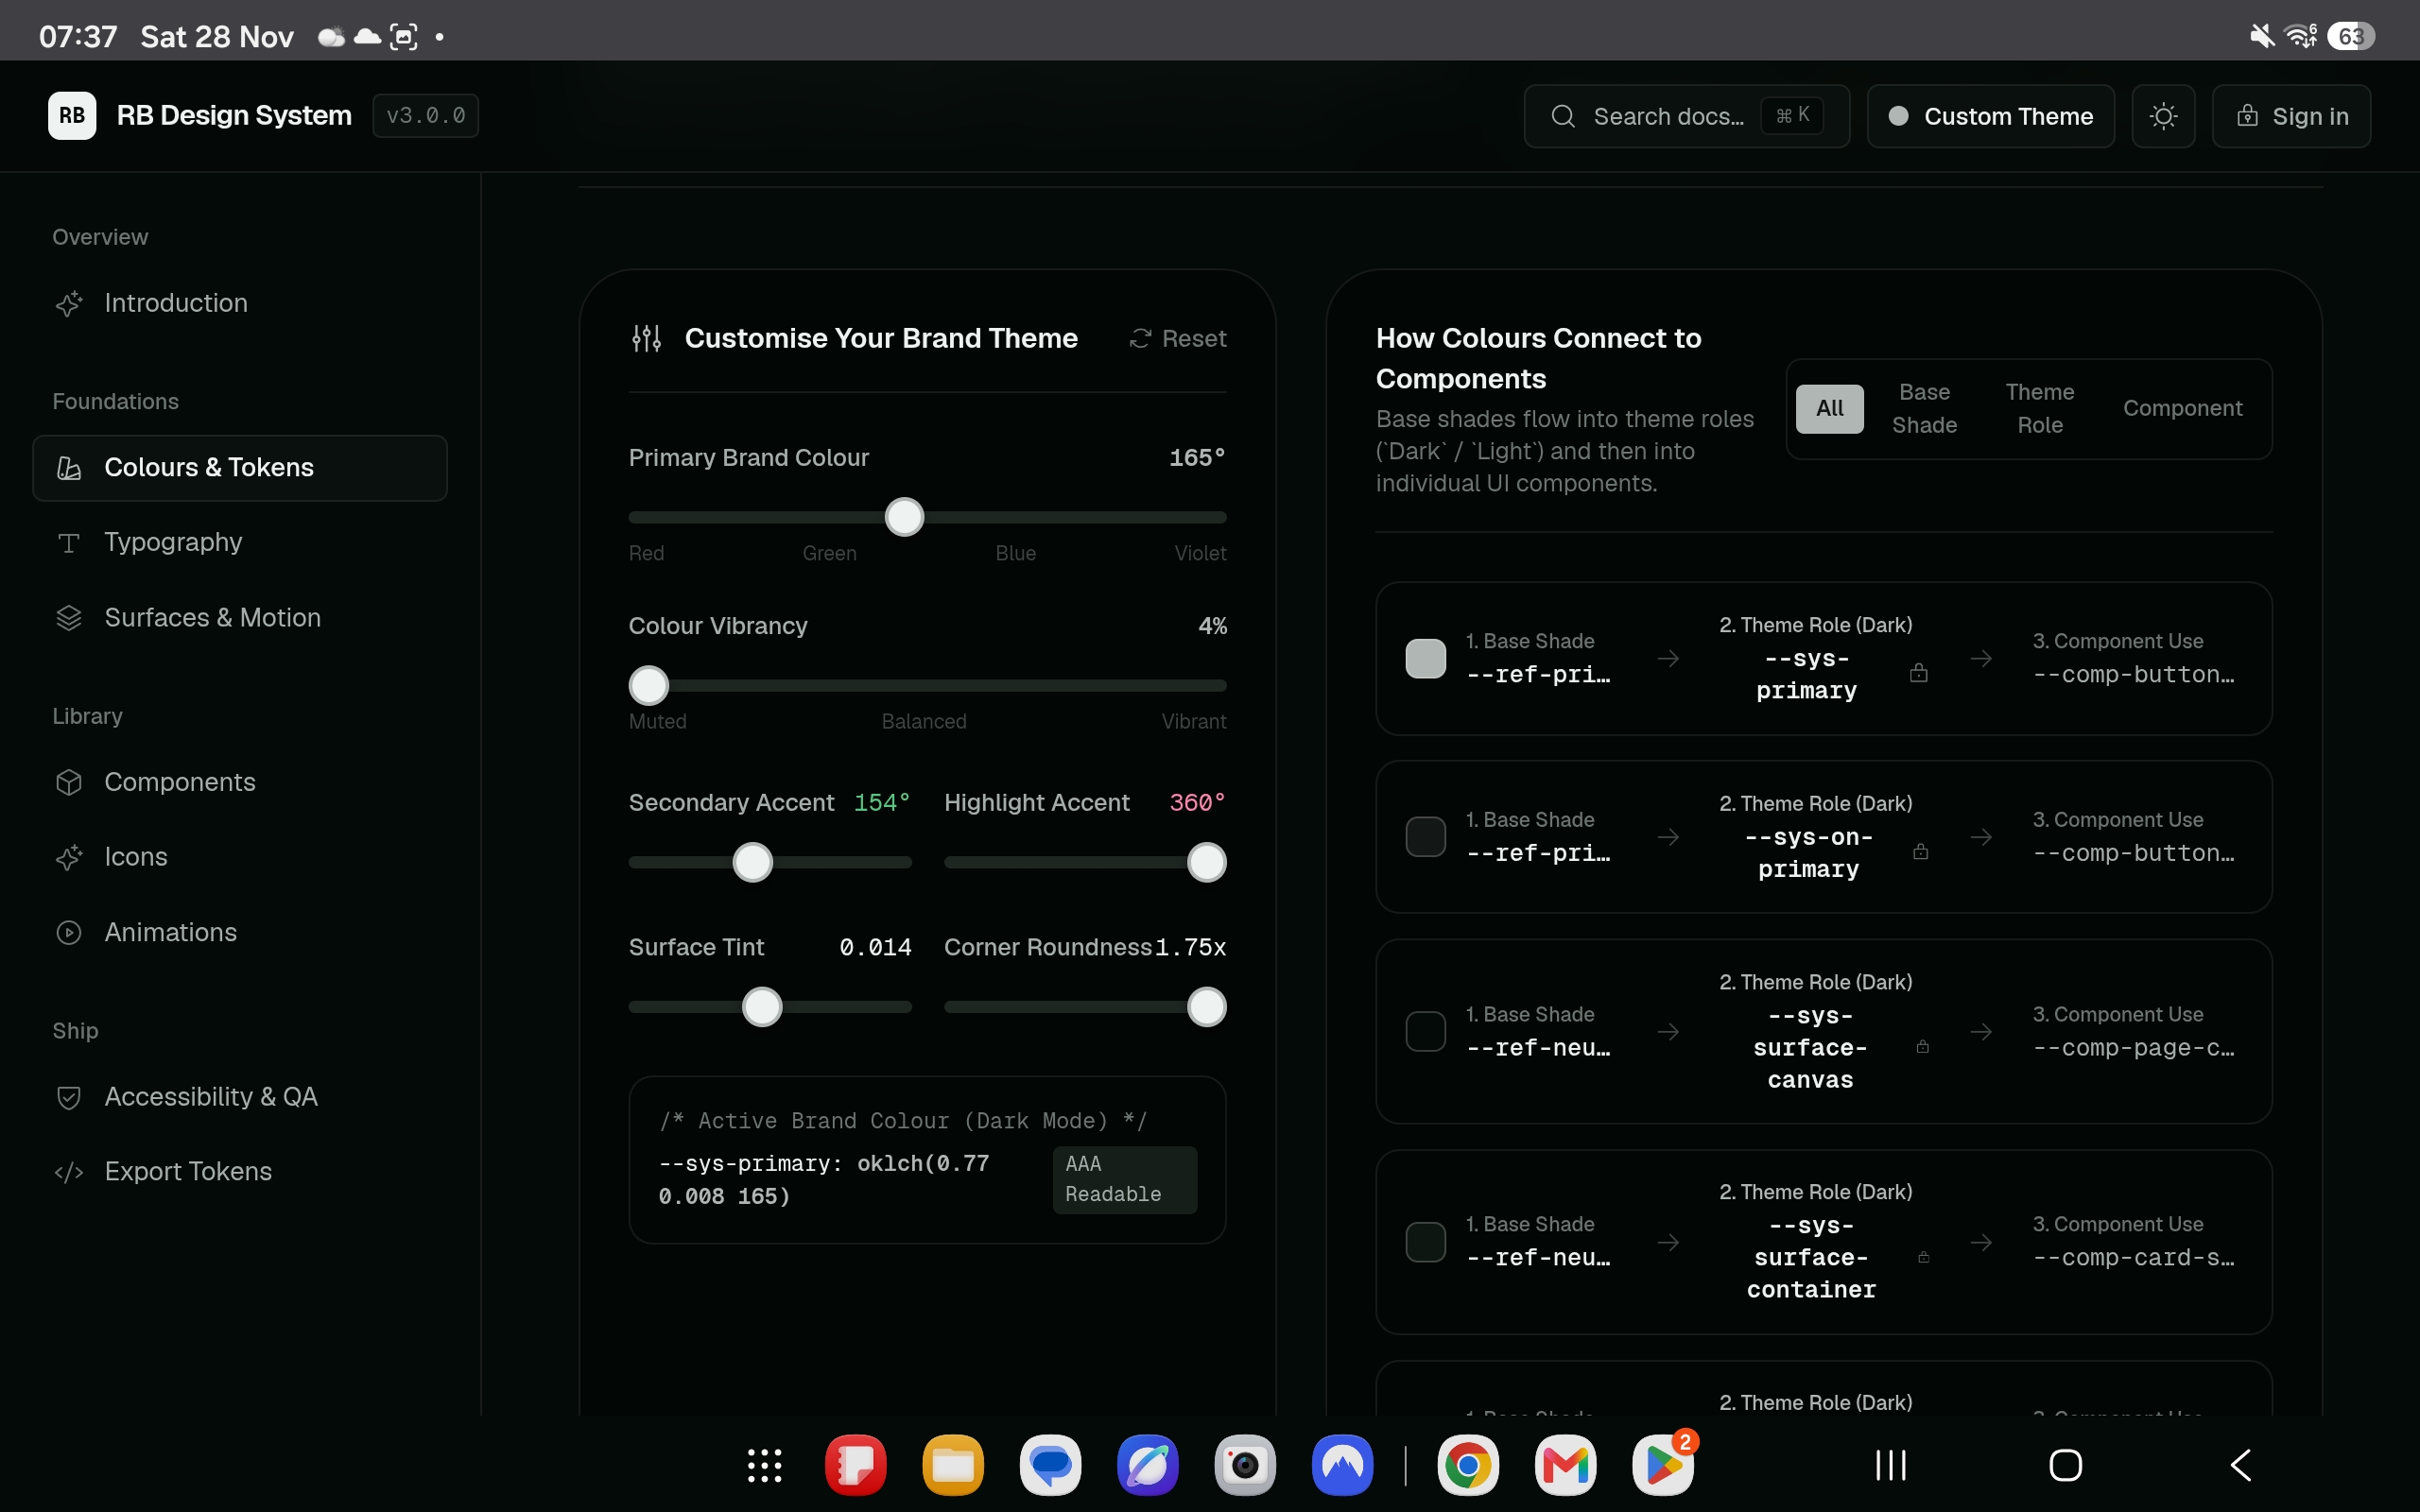 07:37 Sat 28 Nov
6
63
RB RB Design System v3.0.0
Search docs... ⌘ K
Custom Theme
Sign in
Overview
Introduction
Foundations
Colours & Tokens
Typography
Surfaces & Motion
Library
Components
Icons
Animations
Ship
Accessibility & QA
Export Tokens
Customise Your Brand Theme
Reset
Primary Brand Colour 165°
Red Green Blue Violet
Colour Vibrancy 4%
Muted Balanced Vibrant
Secondary Accent 154°
Highlight Accent 360°
Surface Tint 0.014
Corner Roundness 1.75x
/* Active Brand Colour (Dark Mode) */
--sys-primary: oklch(0.77
0.008 165)
AAA
Readable
How Colours Connect to
Components
Base shades flow into theme roles
(`Dark` / `Light`) and then into
individual UI components.
All
Base
Shade
Theme
Role
Component
1. Base Shade
--ref-pri...
2. Theme Role (Dark)
--sys-
primary
3. Component Use
--comp-button...
1. Base Shade
--ref-pri...
2. Theme Role (Dark)
--sys-on-
primary
3. Component Use
--comp-button...
1. Base Shade
--ref-neu...
2. Theme Role (Dark)
--sys-
surface-
canvas
3. Component Use
--comp-page-c...
1. Base Shade
--ref-neu...
2. Theme Role (Dark)
--sys-
surface-
container
3. Component Use
--comp-card-s...
2. Theme Role (Dark)
2